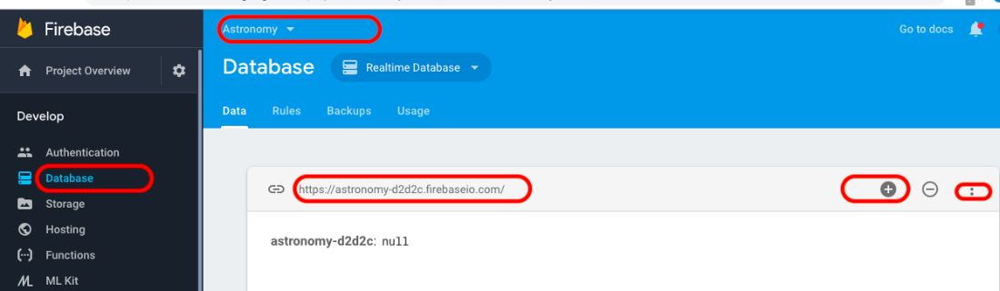 Firebase
Astronomy
Go to docs
Project Overview
Database
Realtime Database
Develop
Data Rules Backups Usage
Authentication
Database
Storage
https://astronomy-d2d2c.firebaseio.com/
Hosting
astronomy-d2d2c: null
Functions
ML Kit